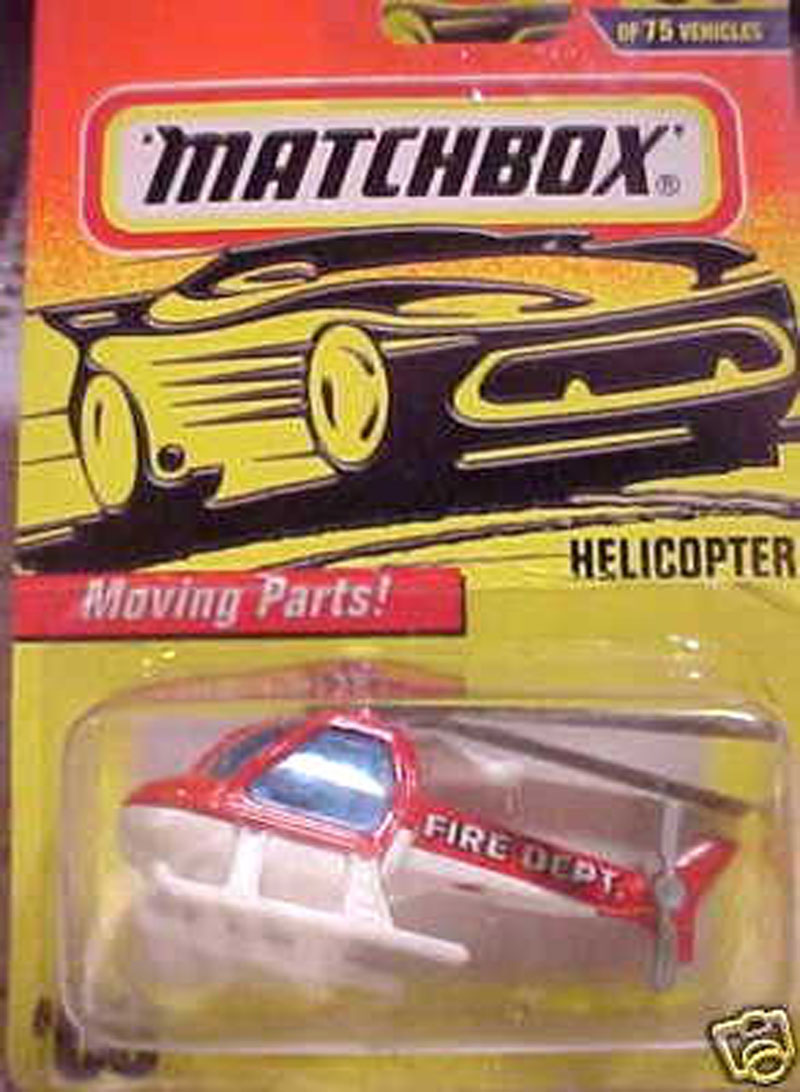 OF 75 VEHICLES
"MATCHBOX"®
HELICOPTER
Moving Parts!
FIRE DEPT.